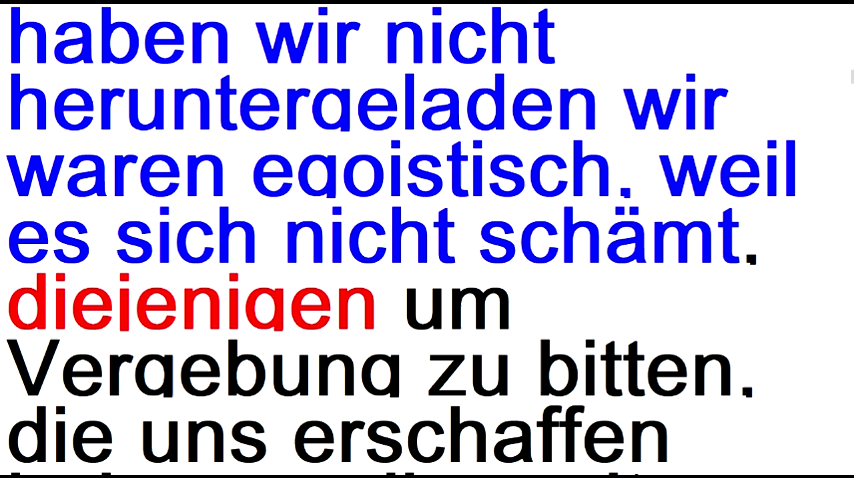 haben wir nicht
heruntergeladen wir
waren egoistisch, weil
es sich nicht schämt,
diejenigen um
Vergebung zu bitten,
die uns erschaffen